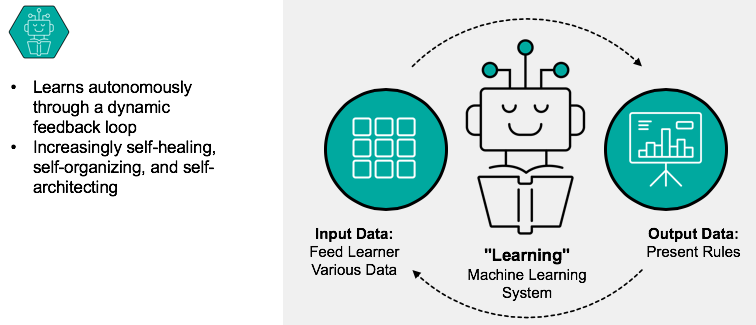 • Learns autonomously
through a dynamic
feedback loop
• Increasingly self-healing,
self-organizing, and self-
architecting
Input Data:
Feed Learner
Various Data
"Learning"
Machine Learning
System
Output Data:
Present Rules